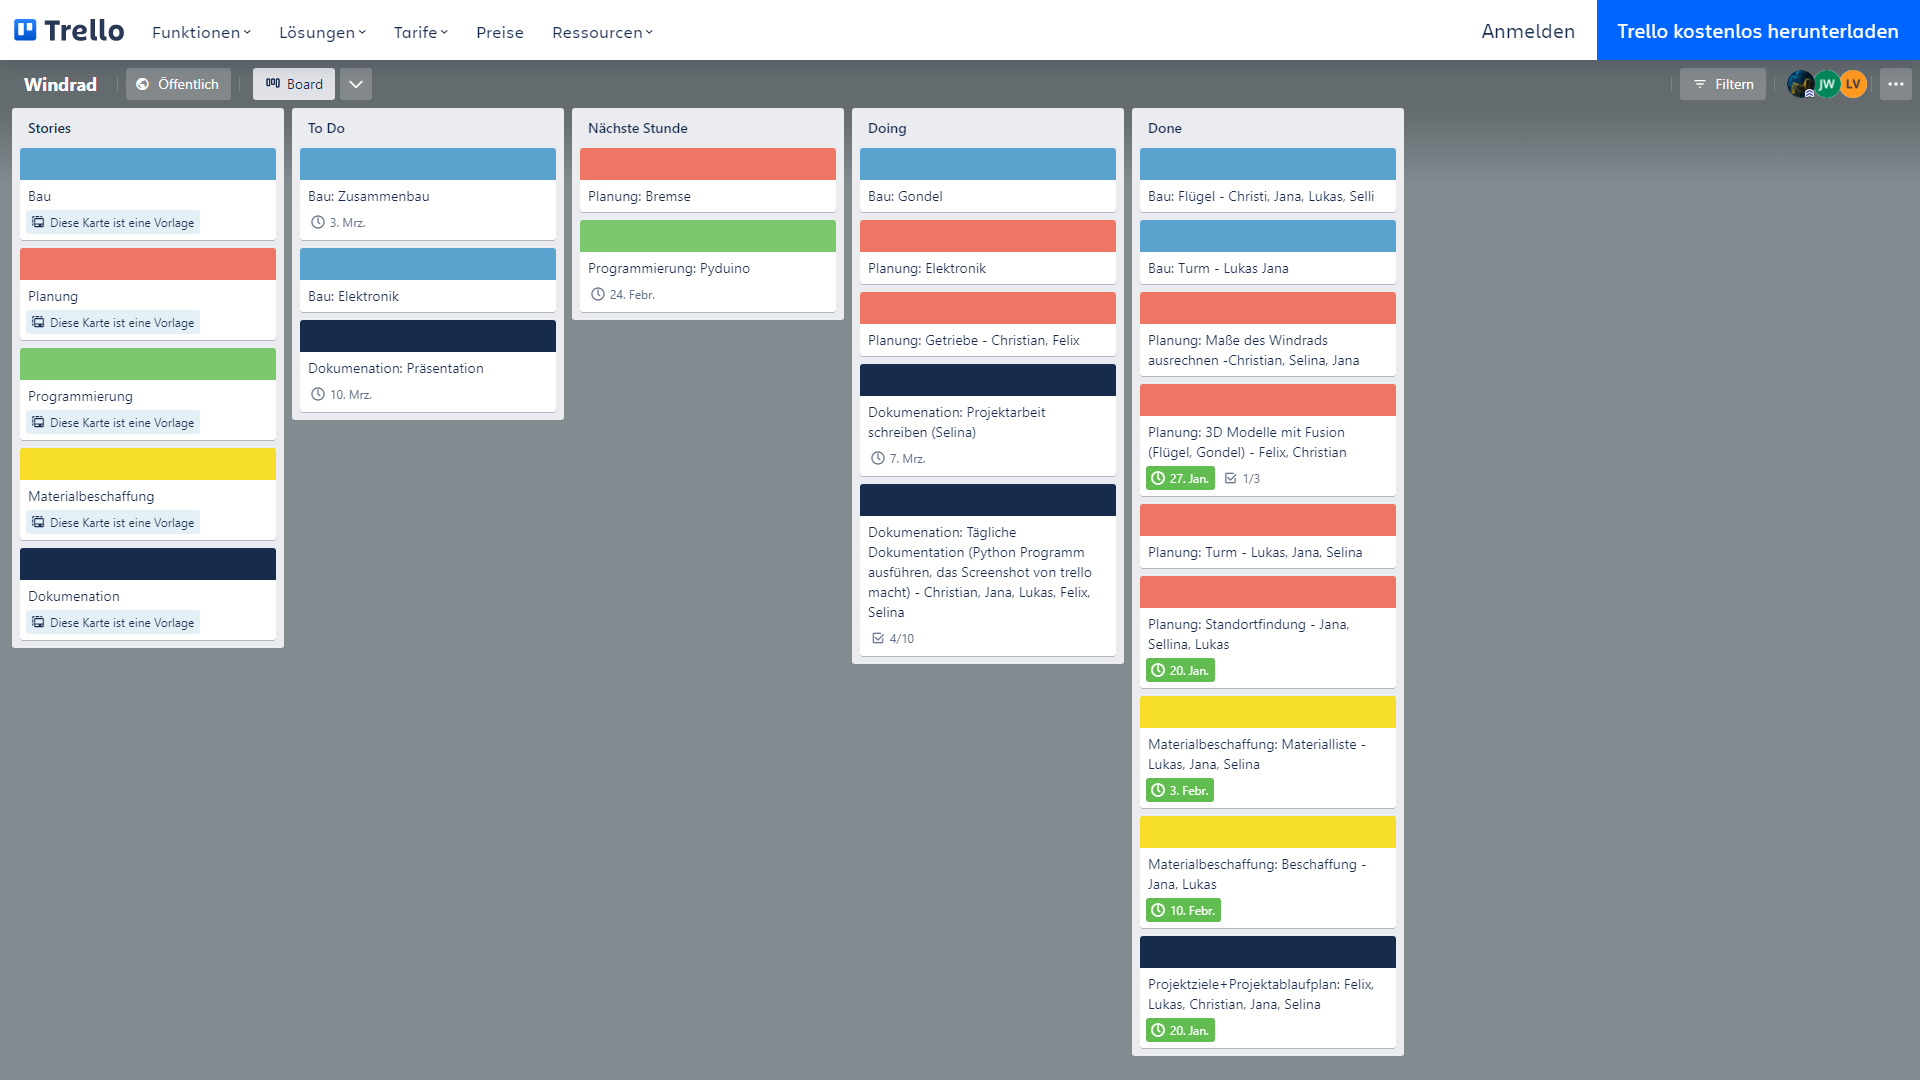 Trello
Funktionen
Lösungen
Tarife
Preise
Ressourcen
Anmelden
Trello kostenlos herunterladen
Windrad
Öffentlich
Board
Filtern
JW
LV
Stories
Bau
Diese Karte ist eine Vorlage
Planung
Diese Karte ist eine Vorlage
Programmierung
Diese Karte ist eine Vorlage
Materialbeschaffung
Diese Karte ist eine Vorlage
Dokumenation
Diese Karte ist eine Vorlage
To Do
Bau: Zusammenbau
3. Mrz.
Bau: Elektronik
Dokumenation: Präsentation
10. Mrz.
Nächste Stunde
Planung: Bremse
Programmierung: Pyduino
24. Febr.
Doing
Bau: Gondel
Planung: Elektronik
Planung: Getriebe - Christian, Felix
Dokumenation: Projektarbeit
schreiben (Selina)
7. Mrz.
Dokumenation: Tägliche
Dokumentation (Python Programm
ausführen, das Screenshot von trello
macht) - Christian, Jana, Lukas, Felix,
Selina
4/10
Done
Bau: Flügel - Christi, Jana, Lukas, Selli
Bau: Turm - Lukas Jana
Planung: Maße des Windrads
ausrechnen -Christian, Selina, Jana
Planung: 3D Modelle mit Fusion
(Flügel, Gondel) - Felix, Christian
27. Jan.
1/3
Planung: Turm - Lukas, Jana, Selina
Planung: Standortfindung - Jana,
Sellina, Lukas
20. Jan.
Materialbeschaffung: Materialliste -
Lukas, Jana, Selina
3. Febr.
Materialbeschaffung: Beschaffung -
Jana, Lukas
10. Febr.
Projektziele+Projektablaufplan: Felix,
Lukas, Christian, Jana, Selina
20. Jan.